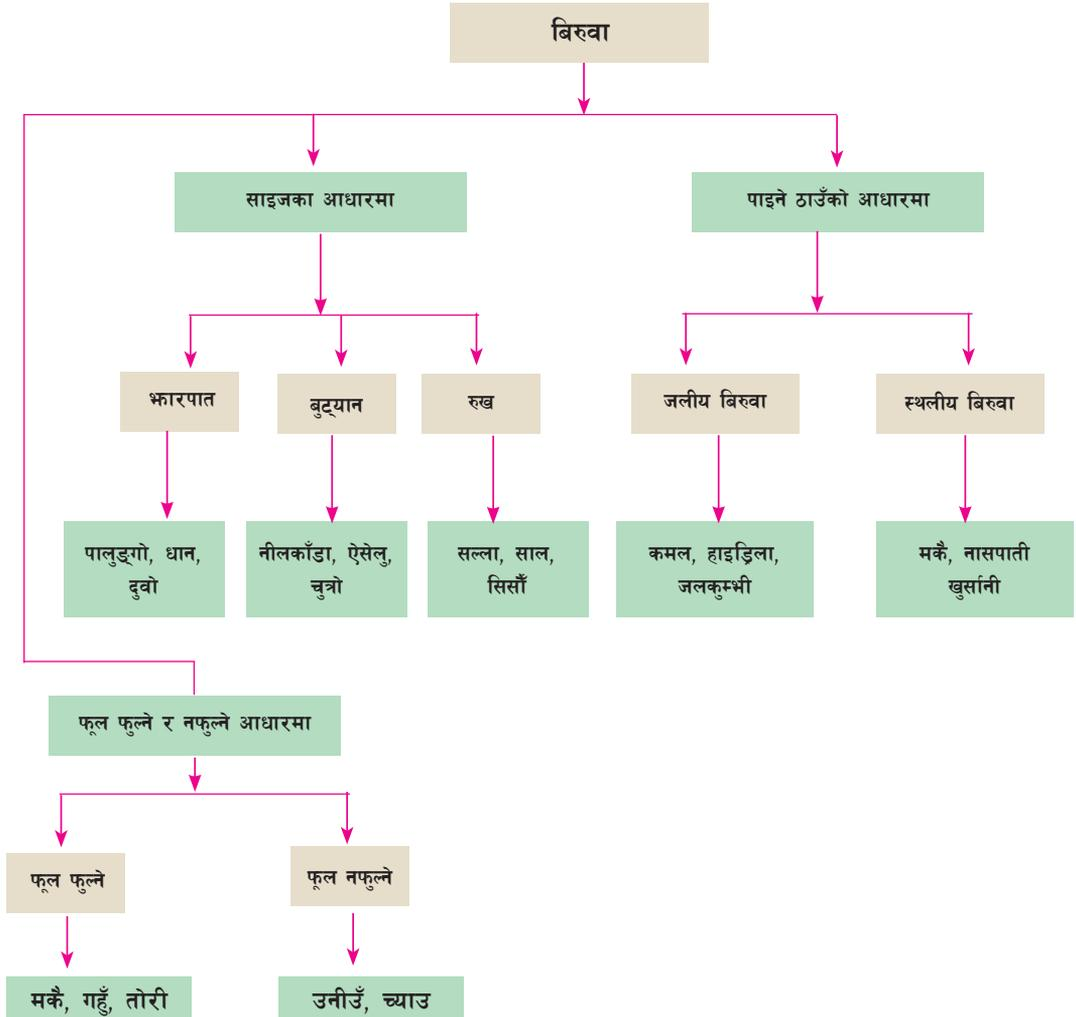 बिरुवा
साइजका आधारमा
पाइने ठाउँको आधारमा
झारपात
बुट्यान
रुख
जलीय बिरुवा
स्थलीय बिरुवा
पालुङ्गो, धान,
दुवो
नीलकाँडा, ऐसेलु,
चुत्रो
सल्ला, साल,
सिसौँ
कमल, हाइड्रिला,
जलकुम्भी
मकै, नासपाती
खुर्सानी
फूल फुल्ने र नफुल्ने आधारमा
फूल फुल्ने
फूल नफुल्ने
मकै, गहुँ, तोरी
उनीउँ, च्याउ